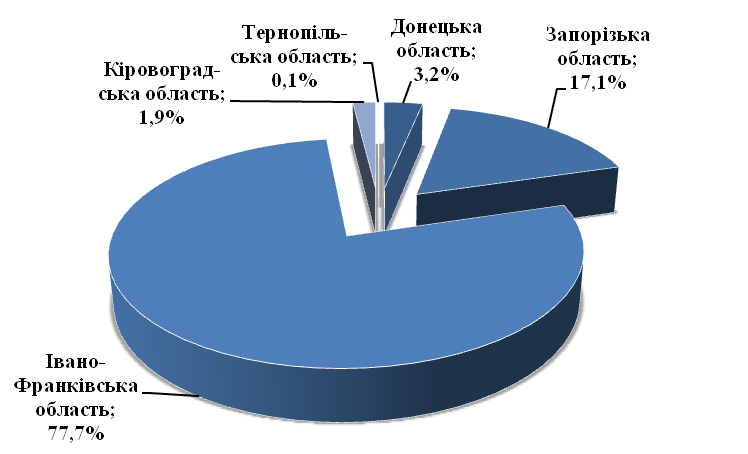 Тернопіль-
ська область;
0,1%
Донецька
область;
3,2%
Запорізька
область;
17,1%
Кіровоград-
ська область;
1,9%
Івано-
Франківська
область;
77,7%